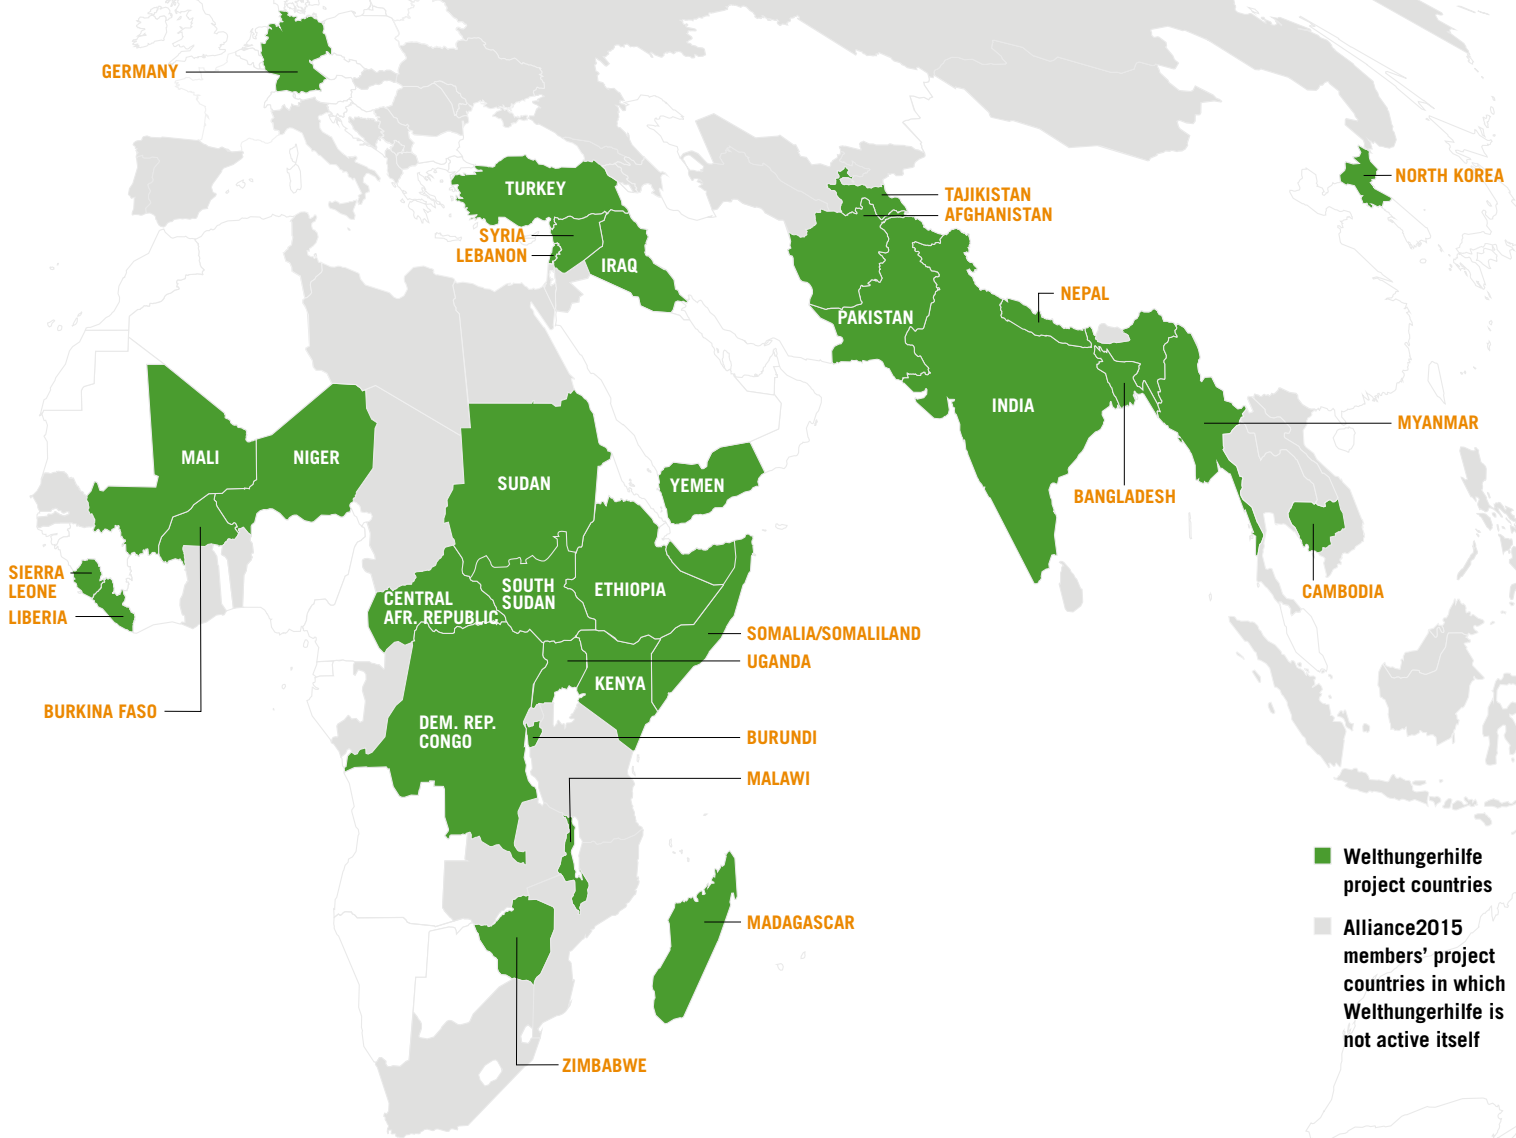 GERMANY
TURKEY
NORTH KOREA
TAJIKISTAN
AFGHANISTAN
SYRIA
LEBANON
IRAQ
NEPAL
PAKISTAN
INDIA
MYANMAR
MALI
NIGER
SUDAN
YEMEN
BANGLADESH
SIERRA
LEONE
LIBERIA
CENTRAL
AFR. REPUBLIC
SOUTH
SUDAN
ETHIOPIA
CAMBODIA
SOMALIA/SOMALILAND
UGANDA
KENYA
BURKINA FASO
DEM. REP.
CONGO
BURUNDI
MALAWI
MADAGASCAR
ZIMBABWE
Welthungerhilfe
project countries
Alliance2015
members’ project
countries in which
Welthungerhilfe is
not active itself